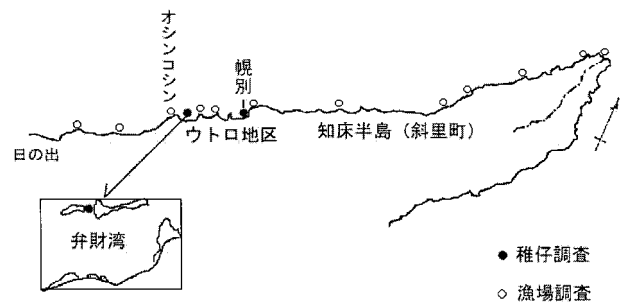 オシンコシン
幌別
ウトロ地区
知床半島（斜里町）
日の出
弁財湾
● 稚仔調査
○ 漁場調査